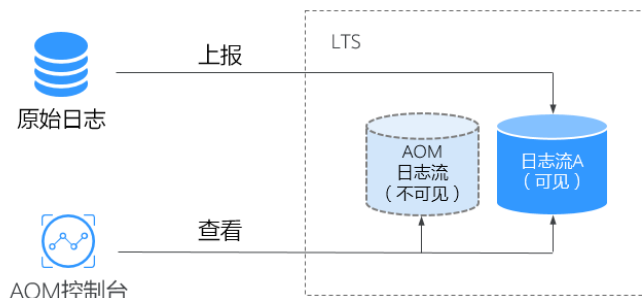 LTS
上报
原始日志
AOM
日志流
（不可见）
日志流A
（可见）
查看
AOM控制台